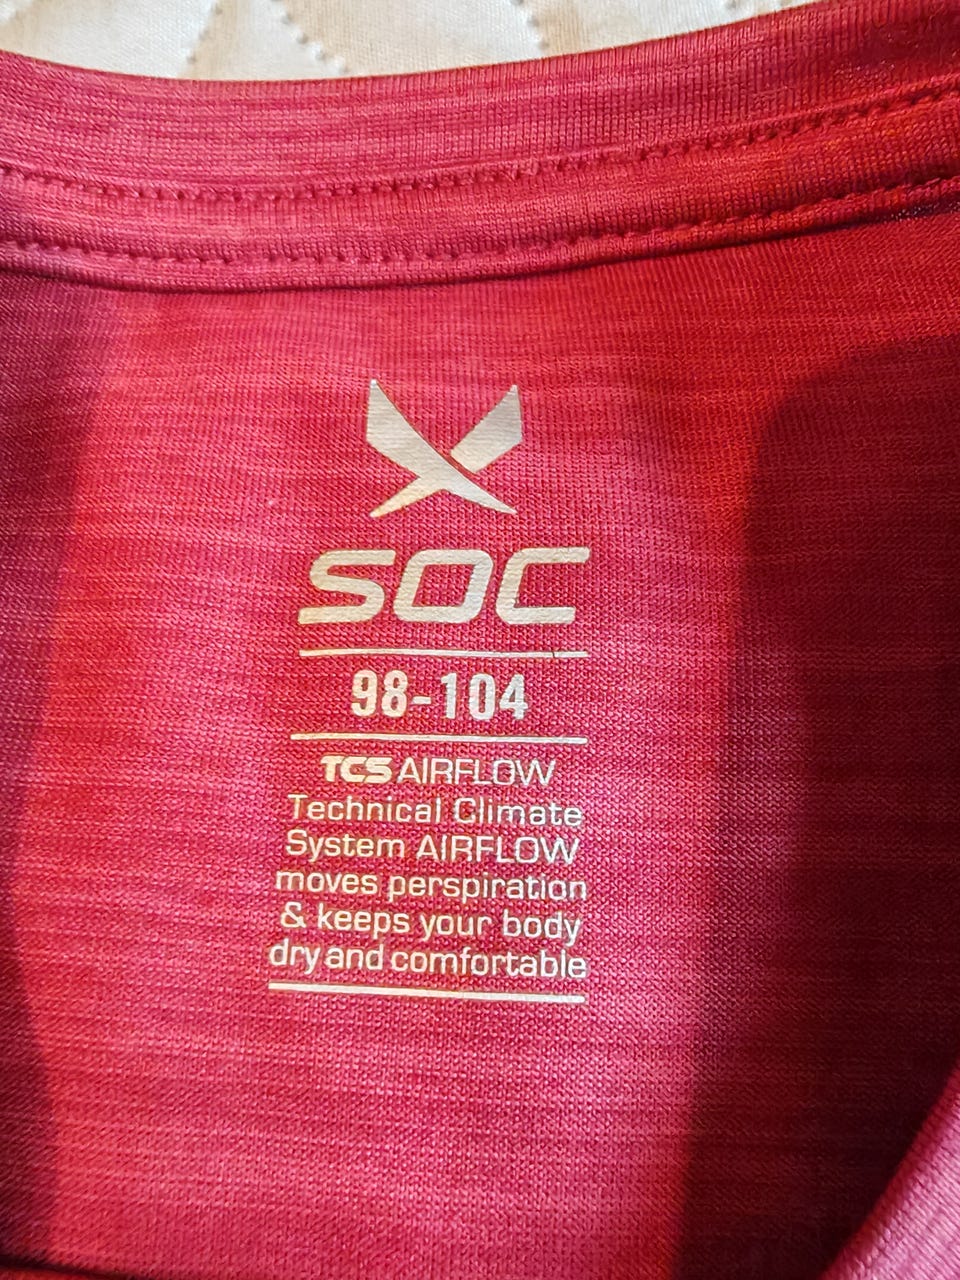 SOC
98-104
TCS AIRFLOW
Technical Climate
System AIRFLOW
moves perspiration
& keeps your body
dry and comfortable